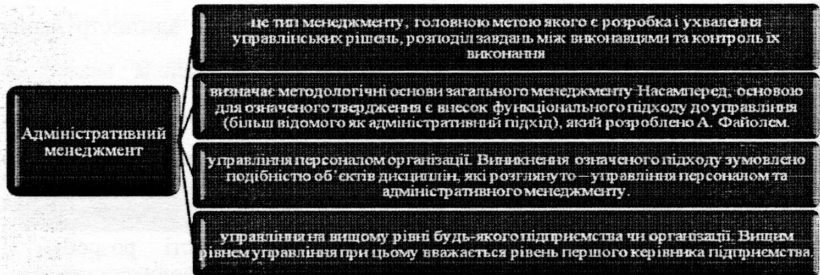 Адміністративний
менеджмент
це тип менеджменту, головною метою якого є розробка і ухвалення
управлінських рішень, розподіл завдань між виконавцями та контроль їх
виконання
визначає методологічні основи загального менеджменту Насамперед, основою
для означеного твердження є внесок функціонального підходу до управління
(більш відомого як адміністративний підхід), який розроблено А. Файолем.
управління персоналом організації. Виникнення означеного підходу зумовлено
подібністю об’єктів дисциплін, які розглянуто – управління персоналом та
адміністративного менеджменту.
управління на вищому рівні будь-якого підприємства чи організації. Вищим
рівнем управління при цьому вважається рівень першого керівника підприємства.